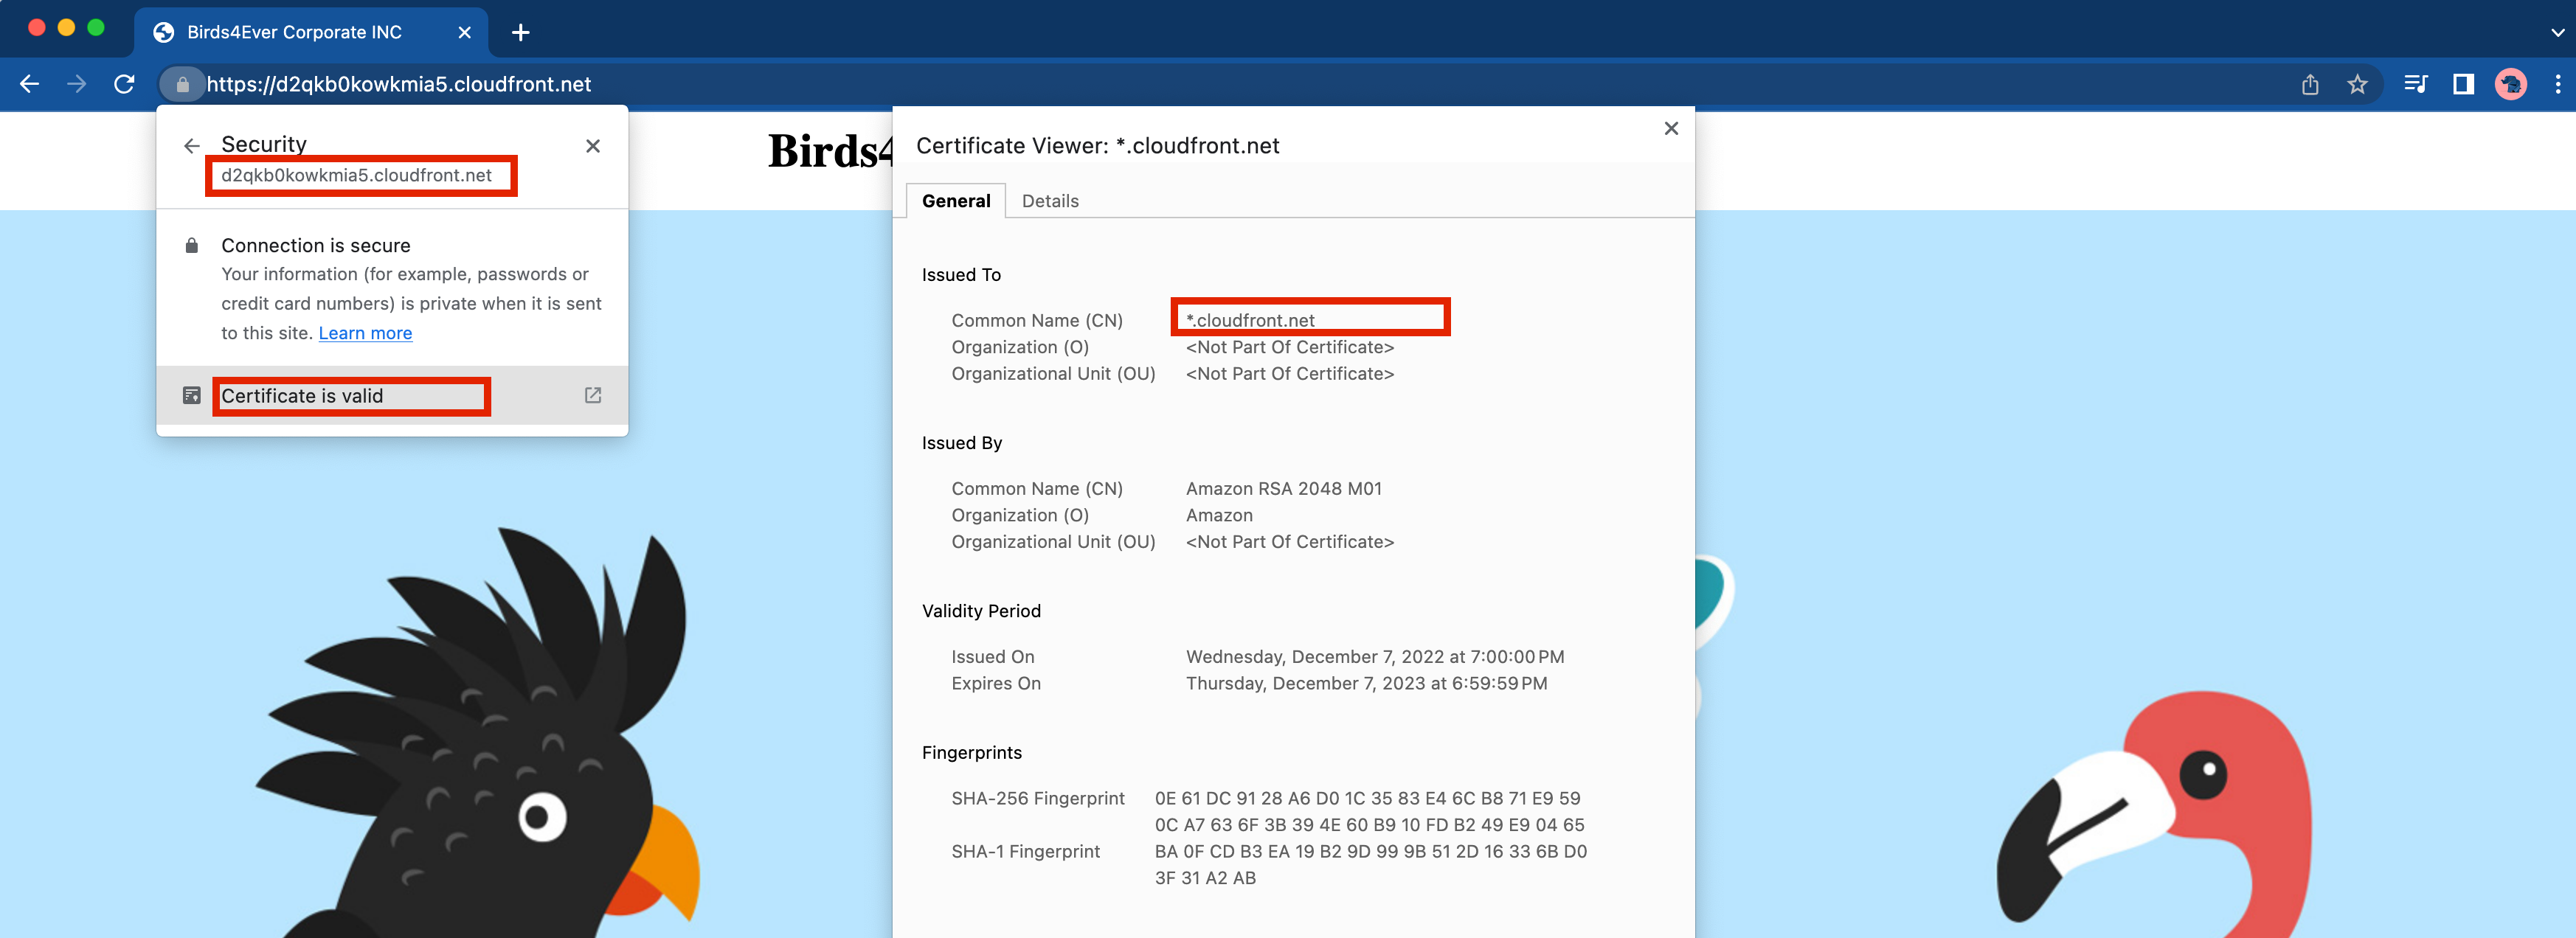 Birds4Ever Corporate INC
https://d2qkb0kowkmia5.cloudfront.net
Security
d2qkb0kowkmia5.cloudfront.net
Connection is secure
Your information (for example, passwords or
credit card numbers) is private when it is sent
to this site. Learn more
Certificate is valid
Birds4
Certificate Viewer: *.cloudfront.net
General Details
Issued To
Common Name (CN) *.cloudfront.net
Organization (O) <Not Part Of Certificate>
Organizational Unit (OU) <Not Part Of Certificate>
Issued By
Common Name (CN) Amazon RSA 2048 M01
Organization (O) Amazon
Organizational Unit (OU) <Not Part Of Certificate>
Validity Period
Issued On Wednesday, December 7, 2022 at 7:00:00 PM
Expires On Thursday, December 7, 2023 at 6:59:59 PM
Fingerprints
SHA-256 Fingerprint 0E 61 DC 91 28 A6 D0 1C 35 83 E4 6C B8 71 E9 59
0C A7 63 6F 3B 39 4E 60 B9 10 FD B2 49 E9 04 65
SHA-1 Fingerprint BA 0F CD B3 EA 19 B2 9D 99 9B 51 2D 16 33 6B D0
3F 31 A2 AB